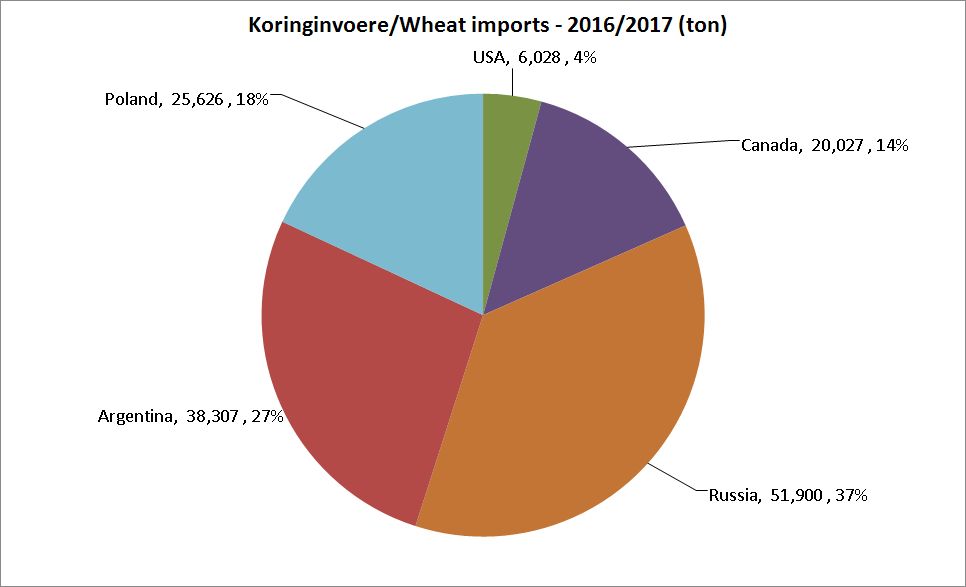 Koringinvoere/Wheat imports - 2016/2017 (ton)
USA,  6,028 , 4%
Poland,  25,626 , 18%
Canada,  20,027 , 14%
Argentina,  38,307 , 27%
Russia,  51,900 , 37%